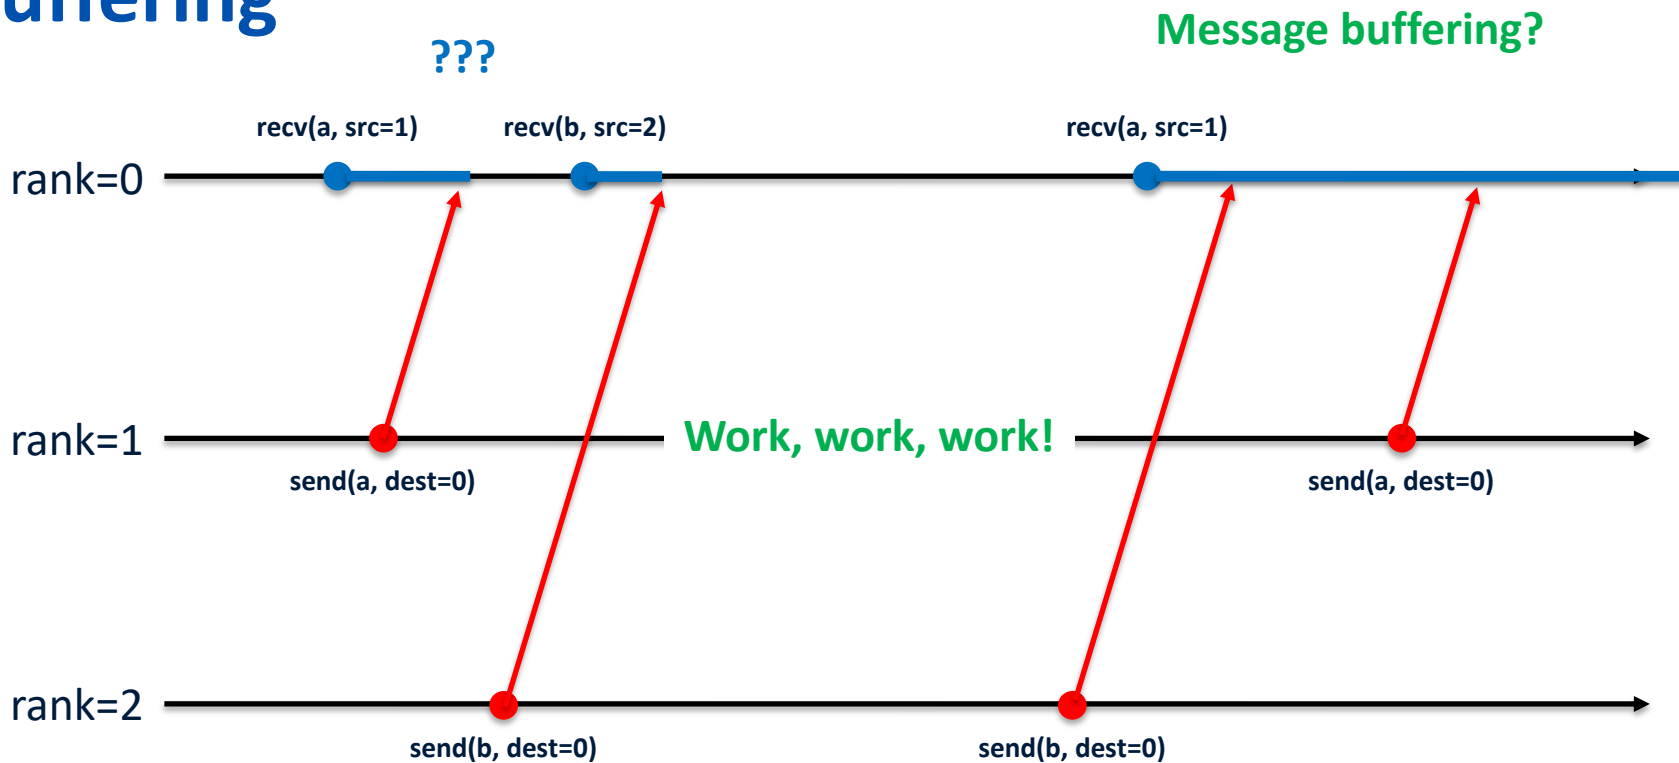 uffering
Message buffering?
???
recv(a, src=1)
recv(b, src=2)
recv(a, src=1)
rank=0
rank=1
Work, work, work!
send(a, dest=0)
send(a, dest=0)
rank=2
send(b, dest=0)
send(b, dest=0)